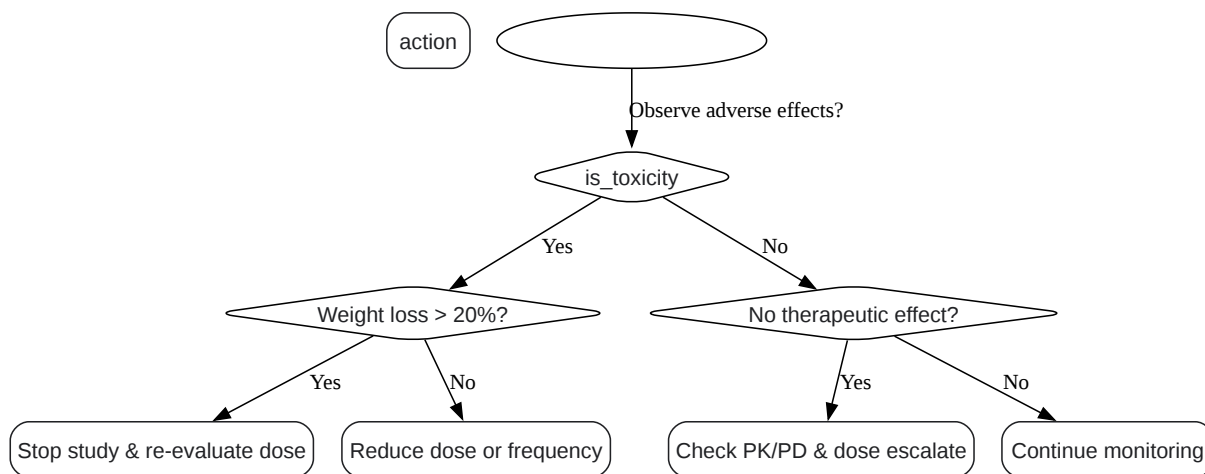 action
Observe adverse effects?
is_toxicity
Yes
No
Weight loss > 20%?
No therapeutic effect?
Yes
No
Yes
No
Stop study & re-evaluate dose
Reduce dose or frequency
Check PK/PD & dose escalate
Continue monitoring